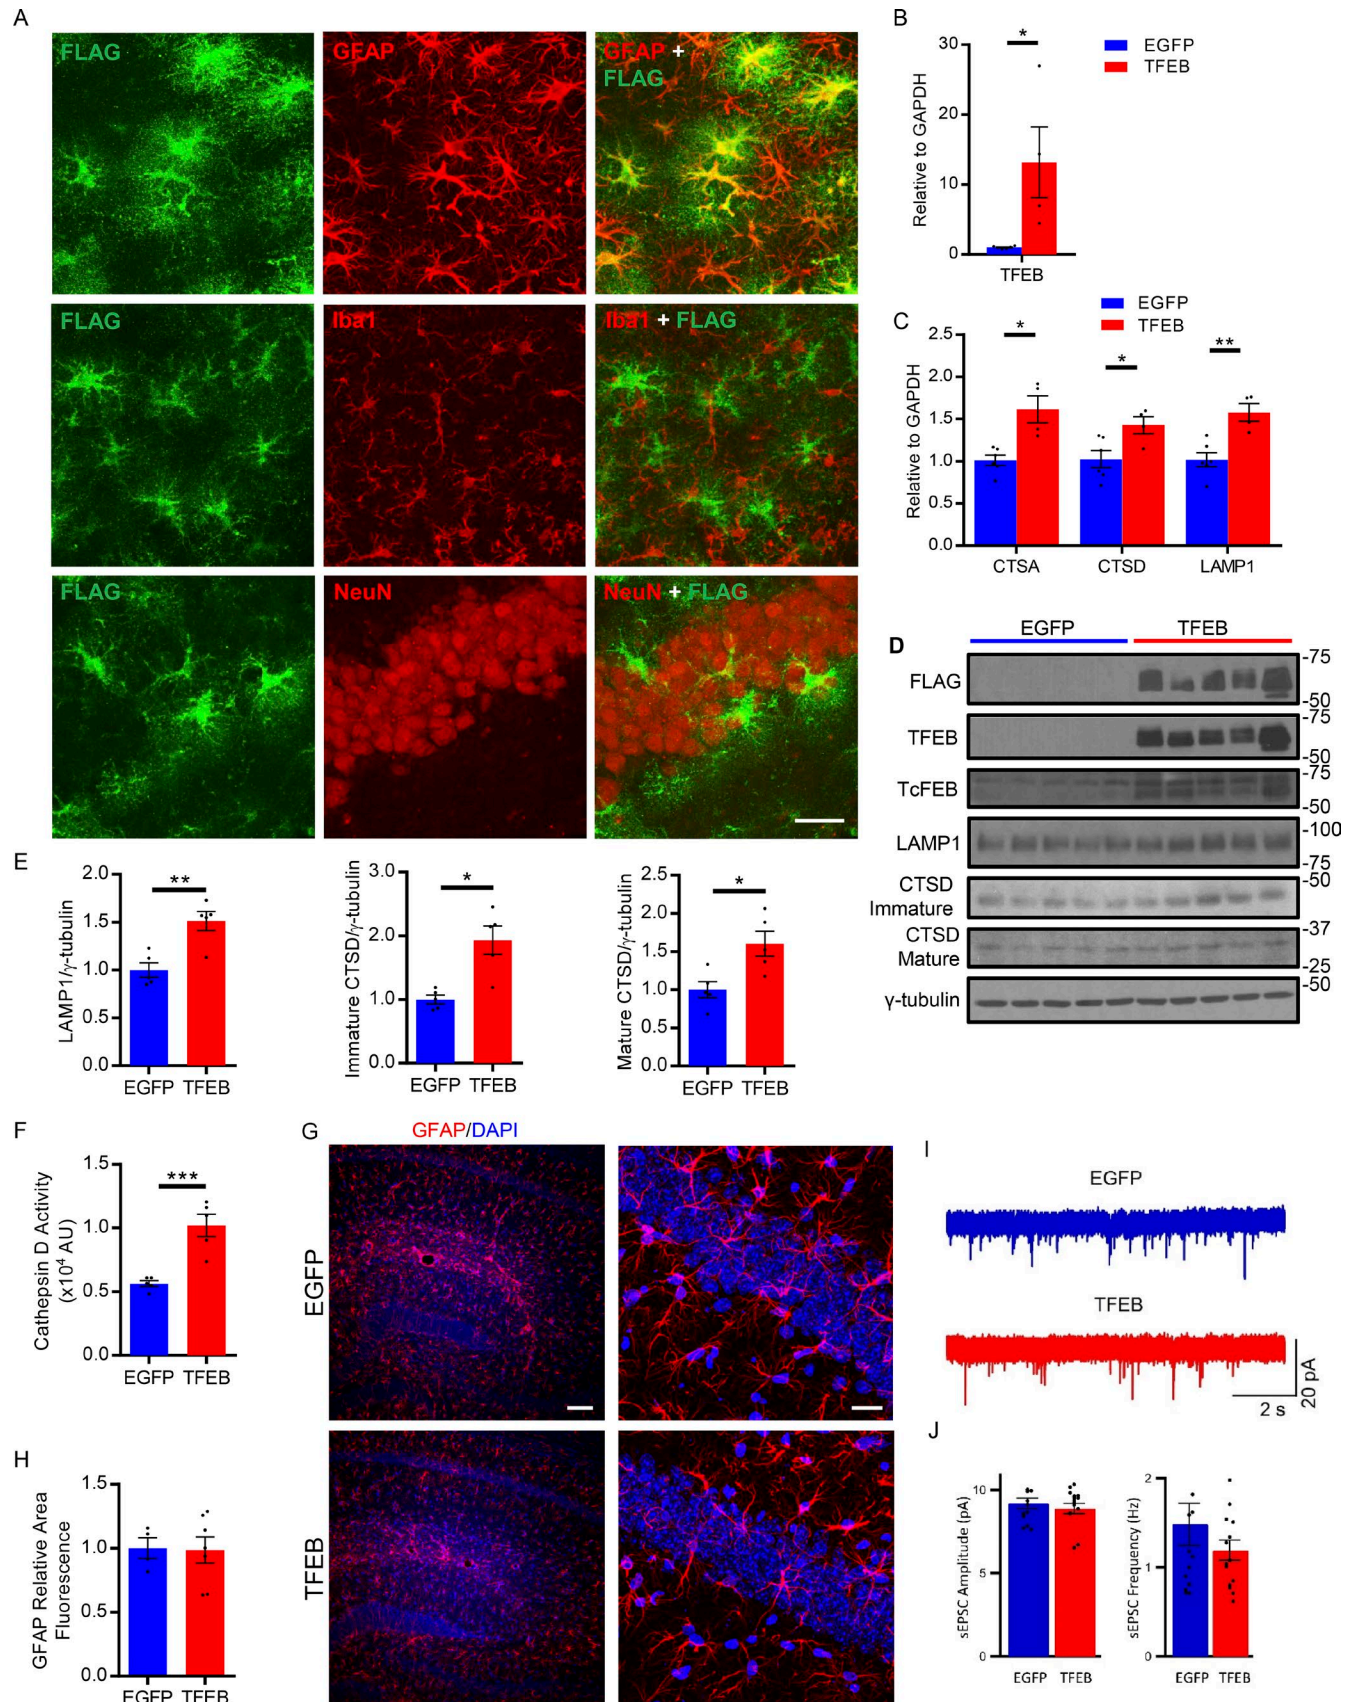 A
FLAG
GFAP
GFAP +
FLAG
FLAG
Iba1
Iba1 + FLAG
FLAG
NeuN
NeuN + FLAG
B
30
20
10
0
Relative to GAPDH
*
TFEB
EGFP
TFEB
C
EGFP
TFEB
2.5
2.0
1.5
1.0
0.5
0.0
Relative to GAPDH
*
*
**
CTSA
CTSD
LAMP1
D
EGFP
TFEB
FLAG
-75
-50
TFEB
-75
-50
TcFEB
-75
-50
LAMP1
-100
-75
CTSD
Immature
-50
CTSD
Mature
-37
-25
γ-tubulin
-50
E
LAMP1/γ-tubulin
2.0
1.5
1.0
0.5
0.0
**
EGFP TFEB
Immature CTSD/γ-tubulin
3.0
2.0
1.0
0.0
*
EGFP TFEB
Mature CTSD/γ-tubulin
2.5
2.0
1.5
1.0
0.5
0.0
*
EGFP TFEB
F
Cathepsin D Activity
(x10⁴ AU)
1.5
1.0
0.5
0.0
***
EGFP TFEB
G
GFAP/DAPI
EGFP
TFEB
H
GFAP Relative Area
Fluorescence
1.5
1.0
0.5
0.0
EGFP TFEB
I
EGFP
TFEB
20 pA
2 s
J
sEPSC Amplitude (pA)
10
5
0
EGFP TFEB
sEPSC Frequency (Hz)
2
1
0
EGFP TFEB